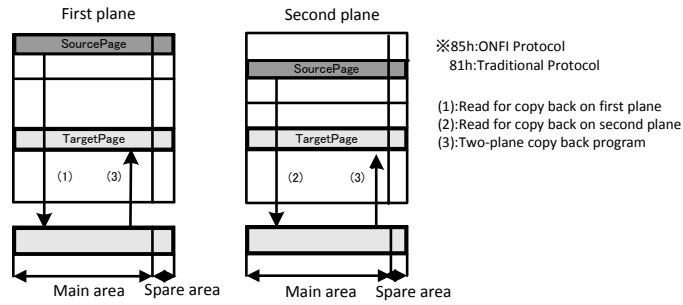 First plane
Second plane
SourcePage
SourcePage
※85h:ONFI Protocol
81h:Traditional Protocol
(1):Read for copy back on first plane
(2):Read for copy back on second plane
(3):Two-plane copy back program
TargetPage
TargetPage
(1)
(3)
(2)
(3)
Main area
Spare area
Main area
Spare area